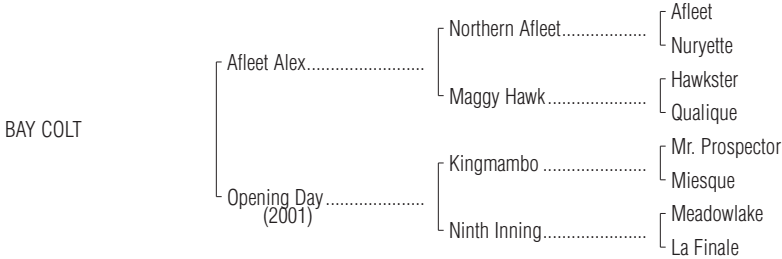 Afleet
Northern Afleet......................
Nuryette
Afleet Alex.........................
Hawkster
Maggy Hawk.....................
Qualique
BAY COLT
Mr. Prospector
Kingmambo ......................
Miesque
Opening Day.....................
(2001)
Meadowlake
Ninth Inning......................
La Finale